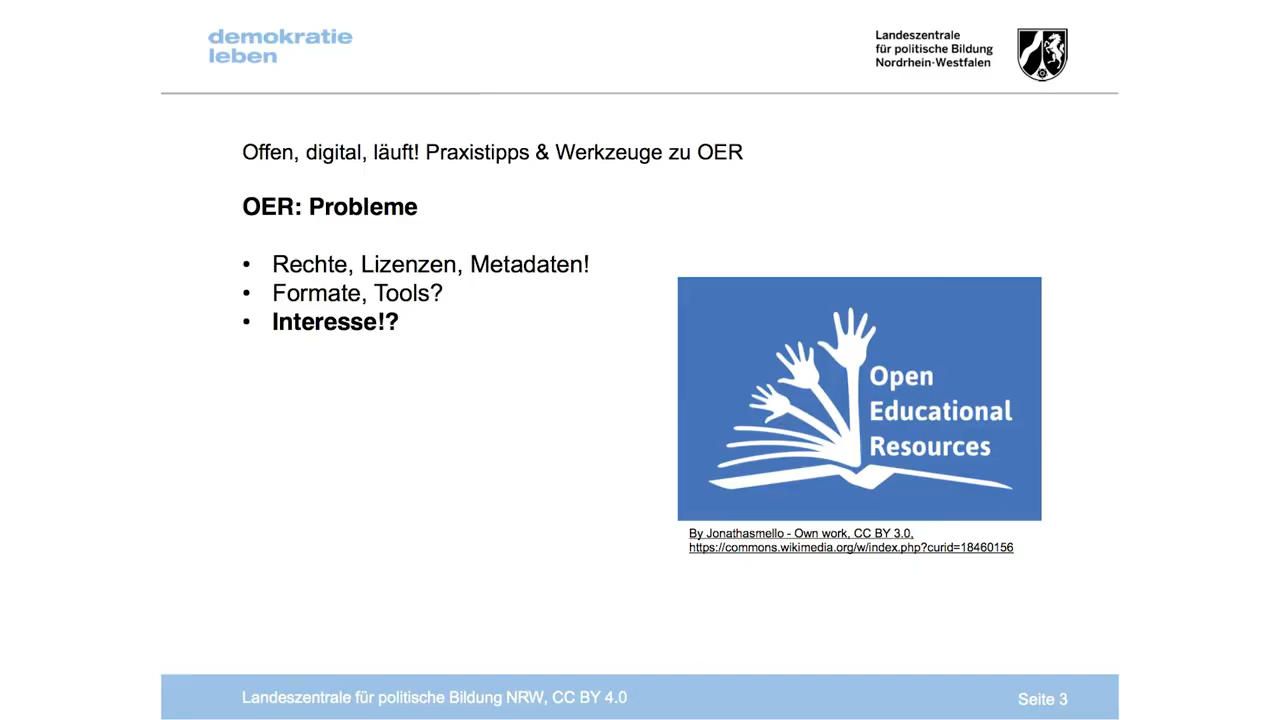 demokratie
leben
Landeszentrale
für politische Bildung
Nordrhein-Westfalen
Offen, digital, läuft! Praxistipps & Werkzeuge zu OER
OER: Probleme
• Rechte, Lizenzen, Metadaten!
• Formate, Tools?
• Interesse!?
Open
Educational
Resources
By Jonathasmello - Own work, CC BY 3.0,
https://commons.wikimedia.org/w/index.php?curid=18460156
Landeszentrale für politische Bildung NRW, CC BY 4.0
Seite 3